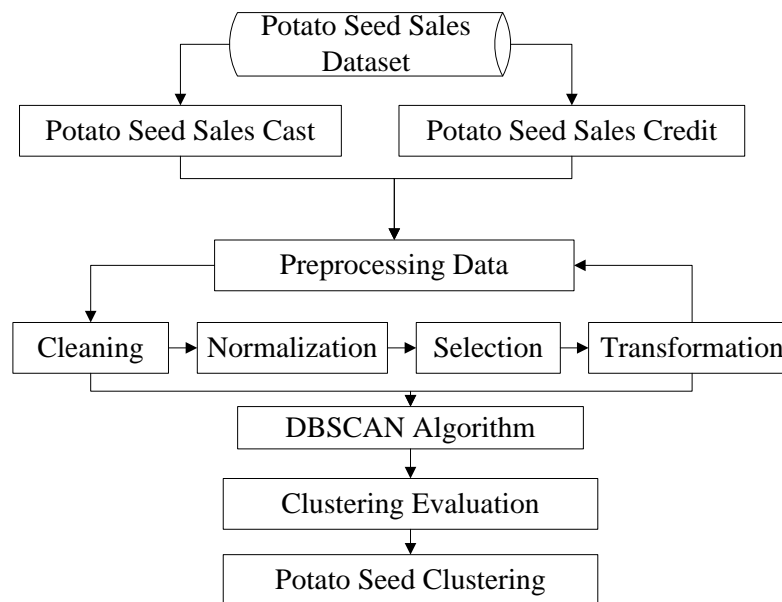 Potato Seed Sales
Dataset
Potato Seed Sales Cast
Potato Seed Sales Credit
Preprocessing Data
Cleaning
Normalization
Selection
Transformation
DBSCAN Algorithm
Clustering Evaluation
Potato Seed Clustering